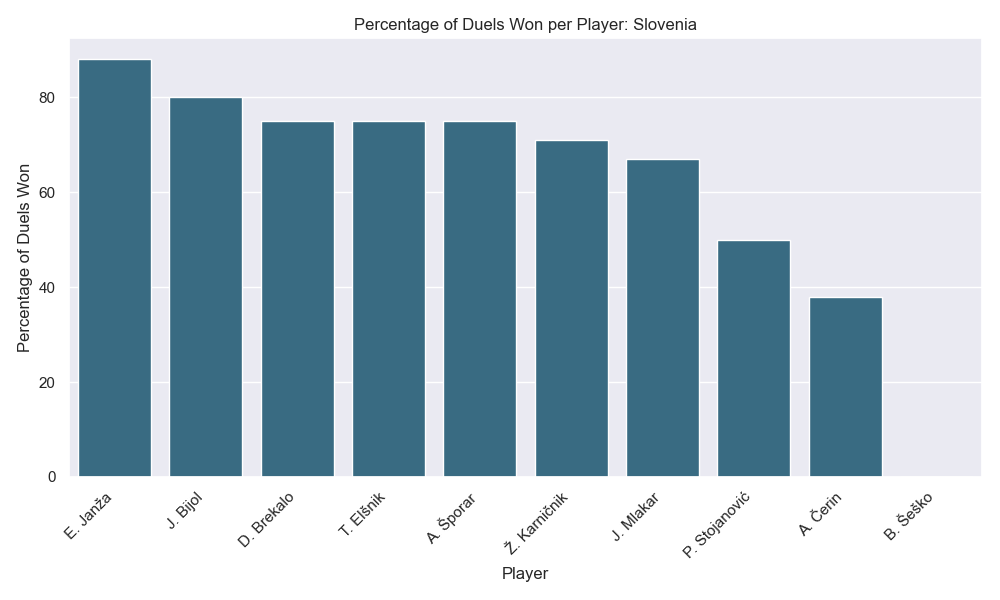 Percentage of Duels Won per Player: Slovenia
Percentage of Duels Won
80
60
40
20
0
E. Janža
J. Bijol
D. Brekalo
T. Elšnik
A. Šporar
Ž. Karničnik
J. Mlakar
P. Stojanović
A. Čerin
B. Šeško
Player